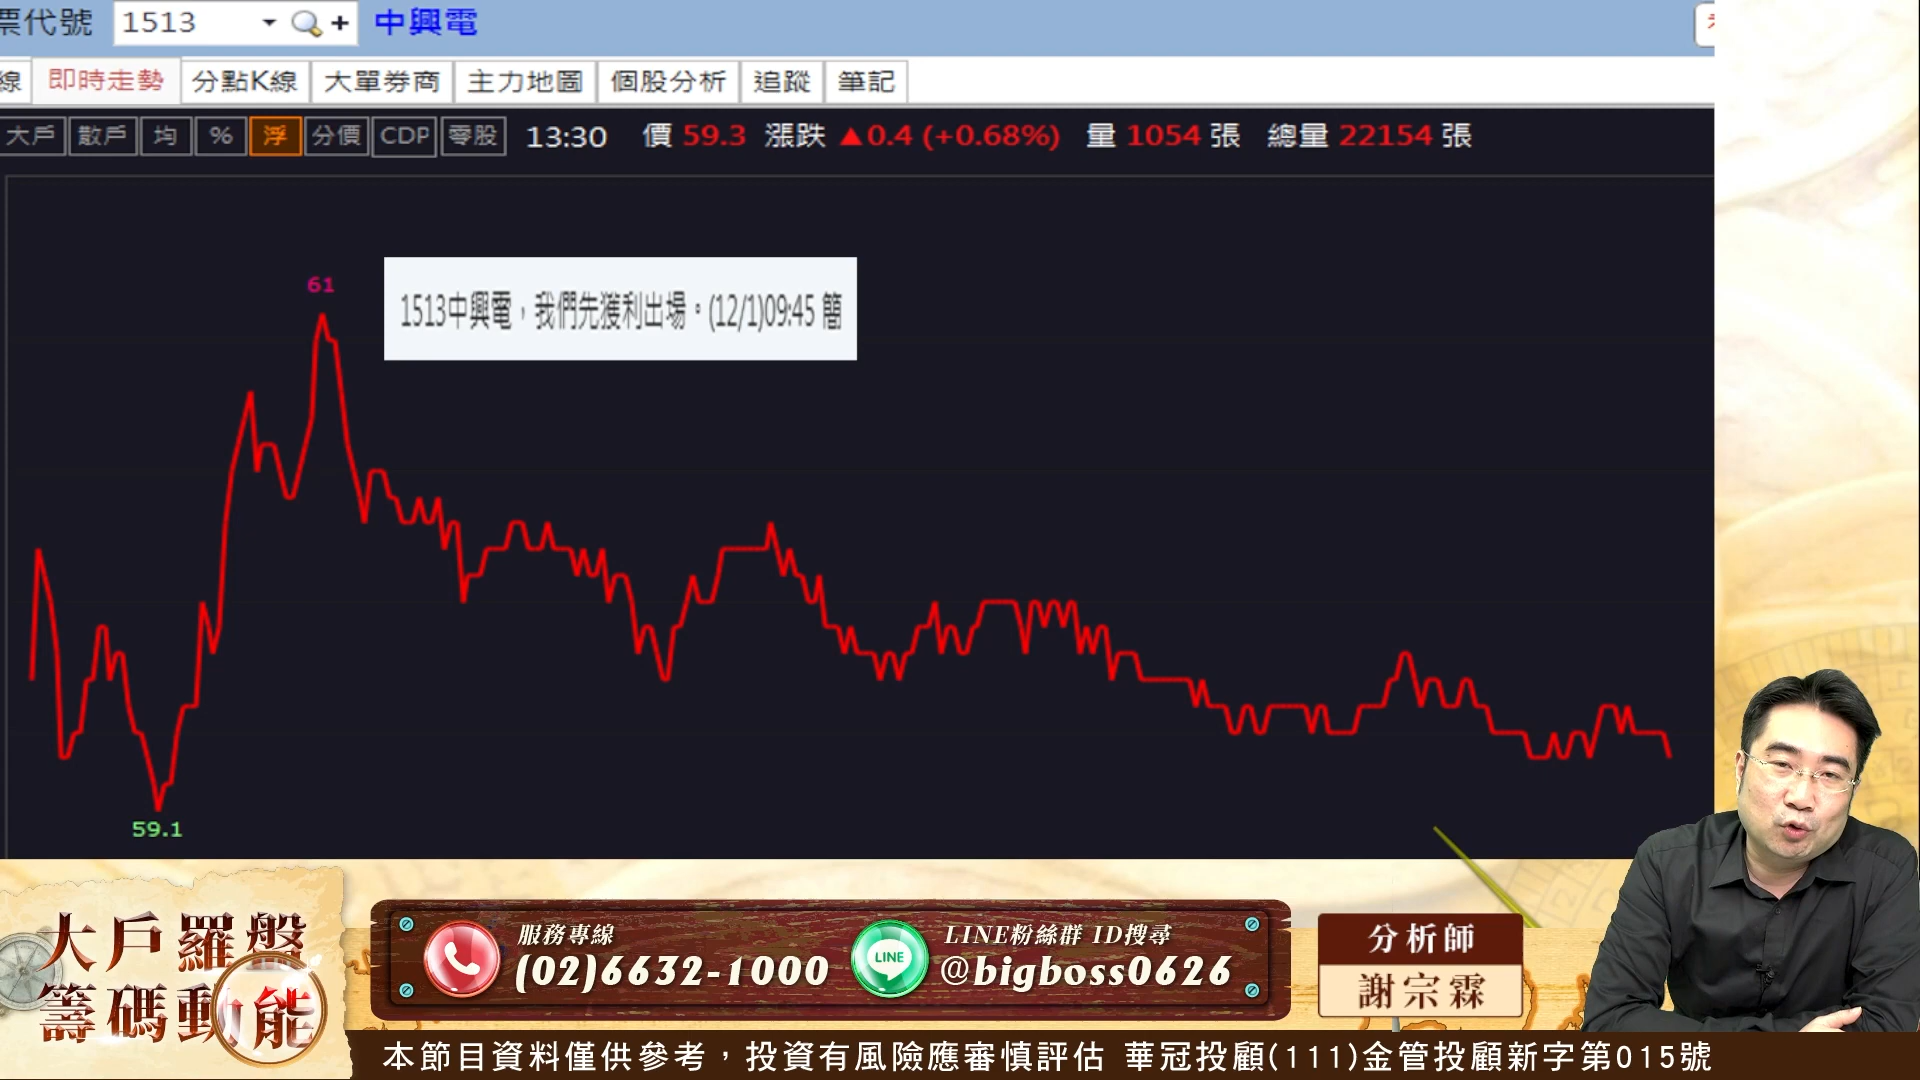 票代號 1513 中興電
線 即時走勢 分點K線 大單券商 主力地圖 個股分析 追蹤 筆記
大戶 散戶 均 % 浮 分價 CDP 零股 13:30 價 59.3 漲跌 ▲0.4 (+0.68%) 量 1054 張 總量 22154 張
61
1513中興電，我們先獲利出場。(12/1)09:45 簡
59.1
大戶羅盤
籌碼動能
服務專線
(02)6632-1000
LINE
LINE粉絲群 ID搜尋
@bigboss0626
分析師
謝宗霖
本節目資料僅供參考，投資有風險應審慎評估 華冠投顧(111)金管投顧新字第015號